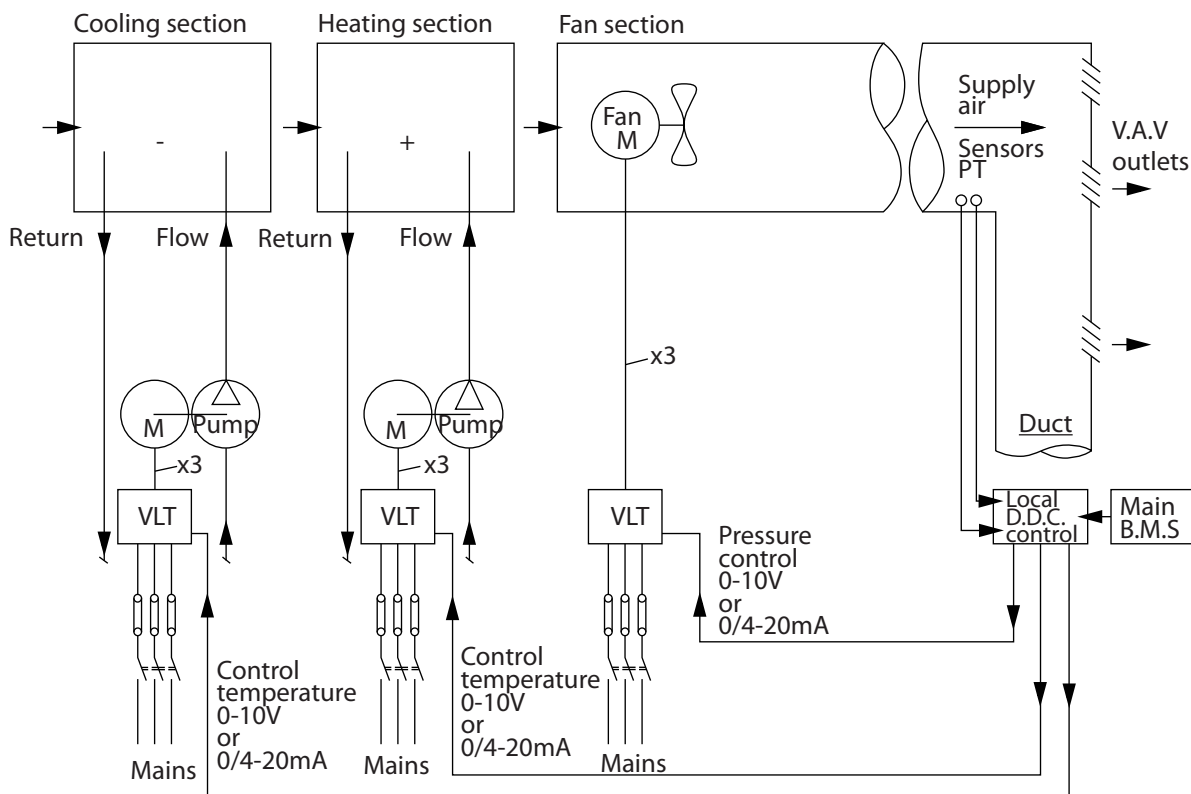 Cooling section
Heating section
Fan section
-
+
Fan
M
Supply
air
Sensors
PT
V.A.V
outlets
Return
Flow
Return
Flow
x3
M
Pump
x3
M
Pump
x3
Duct
VLT
VLT
VLT
Local
D.D.C.
control
Main
B.M.S
Pressure
control
0-10V
or
0/4-20mA
Control
temperature
0-10V
or
0/4-20mA
Control
temperature
0-10V
or
0/4-20mA
Mains
Mains
Mains